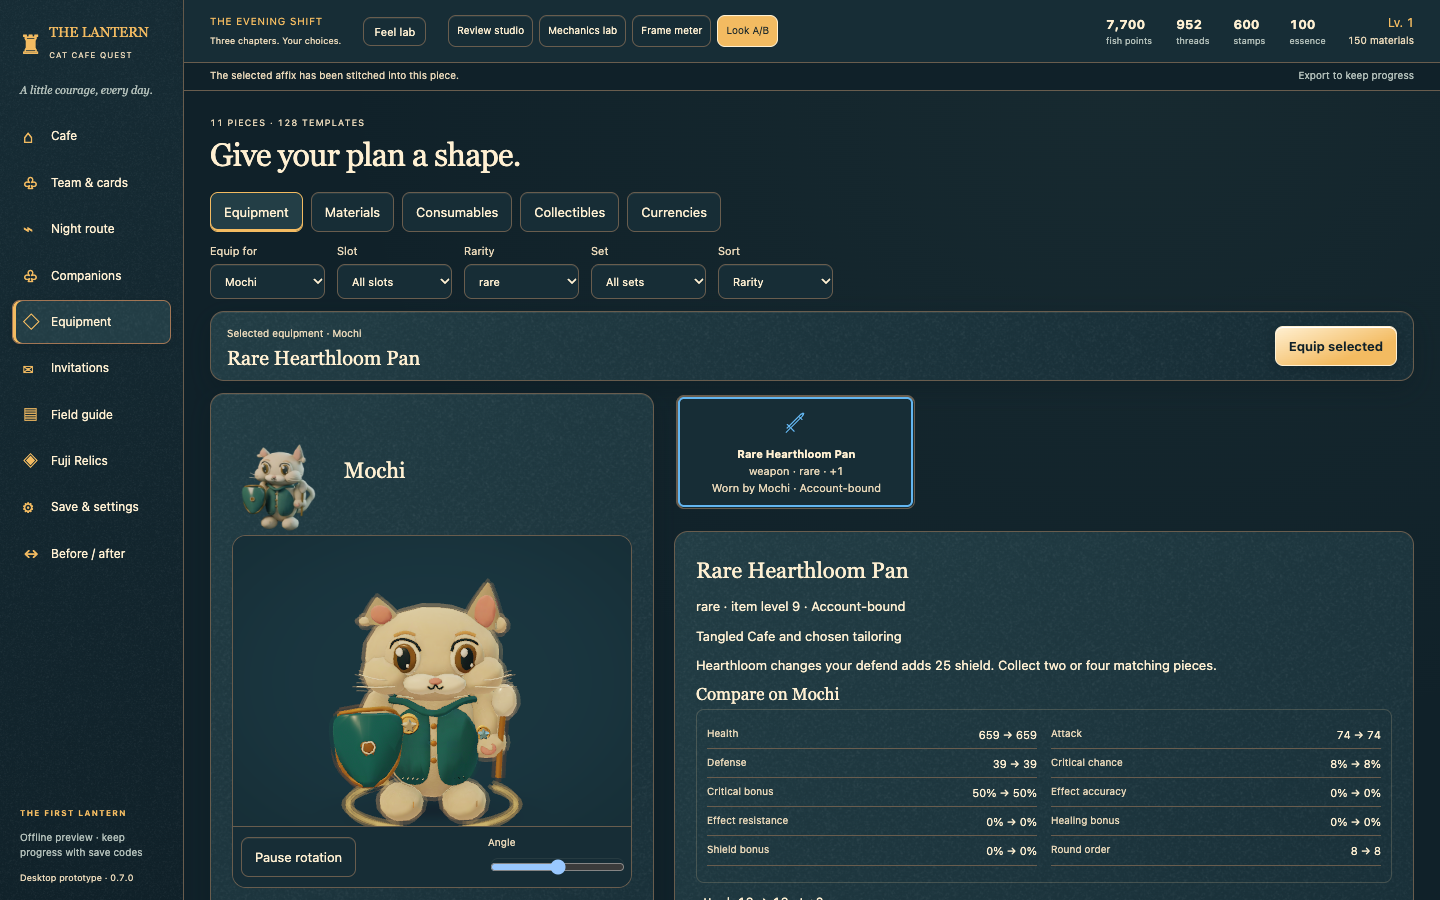 THE LANTERN
CAT CAFE QUEST
A little courage, every day.
Cafe
Team & cards
Night route
Companions
Equipment
Invitations
Field guide
Fuji Relics
Save & settings
Before / after
THE FIRST LANTERN
Offline preview · keep
progress with save codes
Desktop prototype · 0.7.0
THE EVENING SHIFT
Three chapters. Your choices.
Feel lab
Review studio
Mechanics lab
Frame meter
Look A/B
7,700
fish points
952
threads
600
stamps
100
essence
Lv. 1
150 materials
The selected affix has been stitched into this piece.
Export to keep progress
11 PIECES · 128 TEMPLATES
Give your plan a shape.
Equipment
Materials
Consumables
Collectibles
Currencies
Equip for
Slot
Rarity
Set
Sort
Mochi
All slots
rare
All sets
Rarity
Selected equipment · Mochi
Rare Hearthloom Pan
Equip selected
Mochi
Pause rotation
Angle
Rare Hearthloom Pan
weapon · rare · +1
Worn by Mochi · Account-bound
Rare Hearthloom Pan
rare · item level 9 · Account-bound
Tangled Cafe and chosen tailoring
Hearthloom changes your defend adds 25 shield. Collect two or four matching pieces.
Compare on Mochi
Health 659 → 659
Attack 74 → 74
Defense 39 → 39
Critical chance 8% → 8%
Critical bonus 50% → 50%
Effect accuracy 0% → 0%
Effect resistance 0% → 0%
Healing bonus 0% → 0%
Shield bonus 0% → 0%
Round order 8 → 8